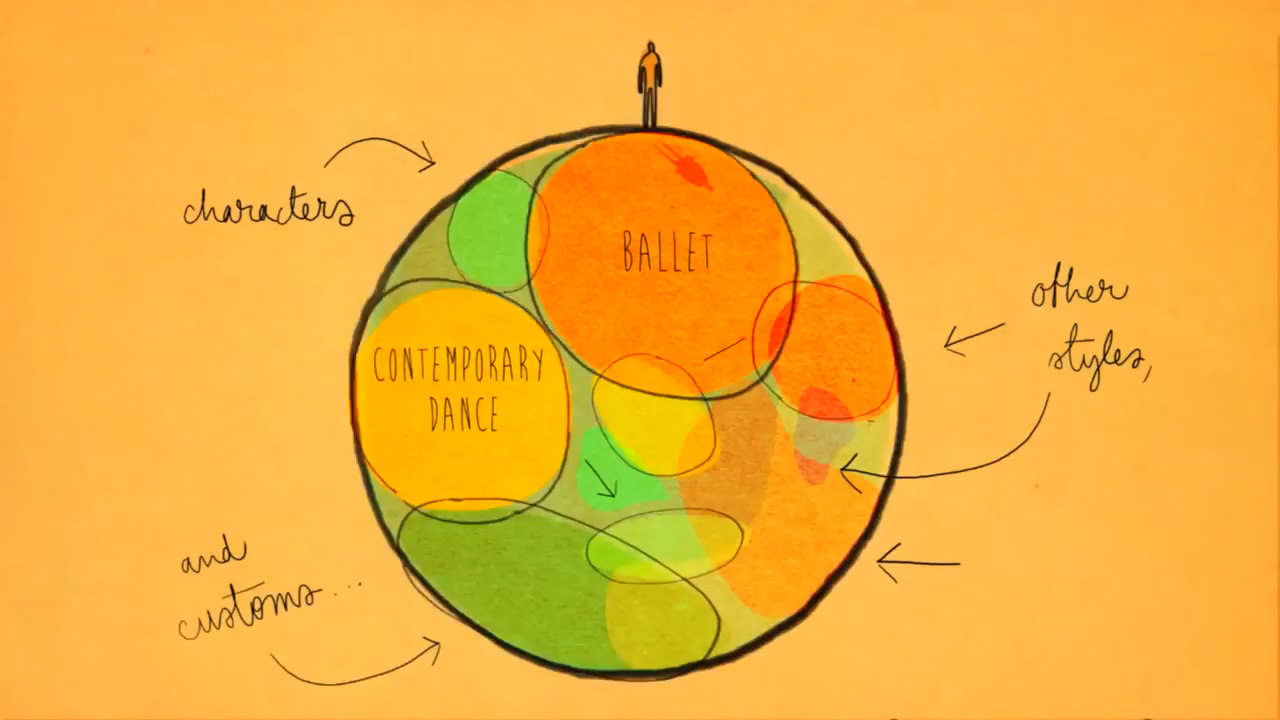 characters
BALLET
other
styles,
CONTEMPORARY
DANCE
and
customs...